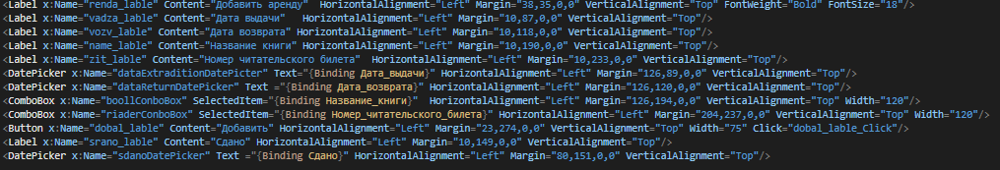 <Label x:Name="renda_lable" Content="Добавить аренду"  HorizontalAlignment="Left" Margin="38,35,0,0" VerticalAlignment="Top" FontWeight="Bold" FontSize="18"/>
<Label x:Name="vadza_lable" Content="Дата выдачи"   HorizontalAlignment="Left" Margin="10,87,0,0" VerticalAlignment="Top"/>
<Label x:Name="vozv_lable" Content="Дата возврата" HorizontalAlignment="Left" Margin="10,118,0,0" VerticalAlignment="Top"/>
<Label x:Name="name_lable" Content="Название книги" HorizontalAlignment="Left" Margin="10,190,0,0" VerticalAlignment="Top"/>
<Label x:Name="zit_lable" Content="Номер читательского билета"  HorizontalAlignment="Left" Margin="10,233,0,0" VerticalAlignment="Top"/>
<DatePicker x:Name="dataExtraditionDatePicter" Text="{Binding Дата_выдачи}" HorizontalAlignment="Left" Margin="126,89,0,0" VerticalAlignment="Top"/>
<DatePicker x:Name="dataReturnDatePicker" Text ="{Binding Дата_возврата}" HorizontalAlignment="Left" Margin="126,120,0,0" VerticalAlignment="Top"/>
<ComboBox x:Name="boollConboBox" SelectedItem="{Binding Название_книги}"  HorizontalAlignment="Left" Margin="126,194,0,0" VerticalAlignment="Top" Width="120"/>
<ComboBox x:Name="riaderConboBox" SelectedItem="{Binding Номер_читательского_билета}" HorizontalAlignment="Left" Margin="204,237,0,0" VerticalAlignment="Top" Width="120"/>
<Button x:Name="dobal_lable" Content="Добавить" HorizontalAlignment="Left" Margin="23,274,0,0" VerticalAlignment="Top" Width="75" Click="dobal_lable_Click"/>
<Label x:Name="srano_lable" Content="Сдано" HorizontalAlignment="Left" Margin="10,149,0,0" VerticalAlignment="Top"/>
<DatePicker x:Name="sdanoDatePicker" Text ="{Binding Сдано}" HorizontalAlignment="Left" Margin="80,151,0,0" VerticalAlignment="Top"/>